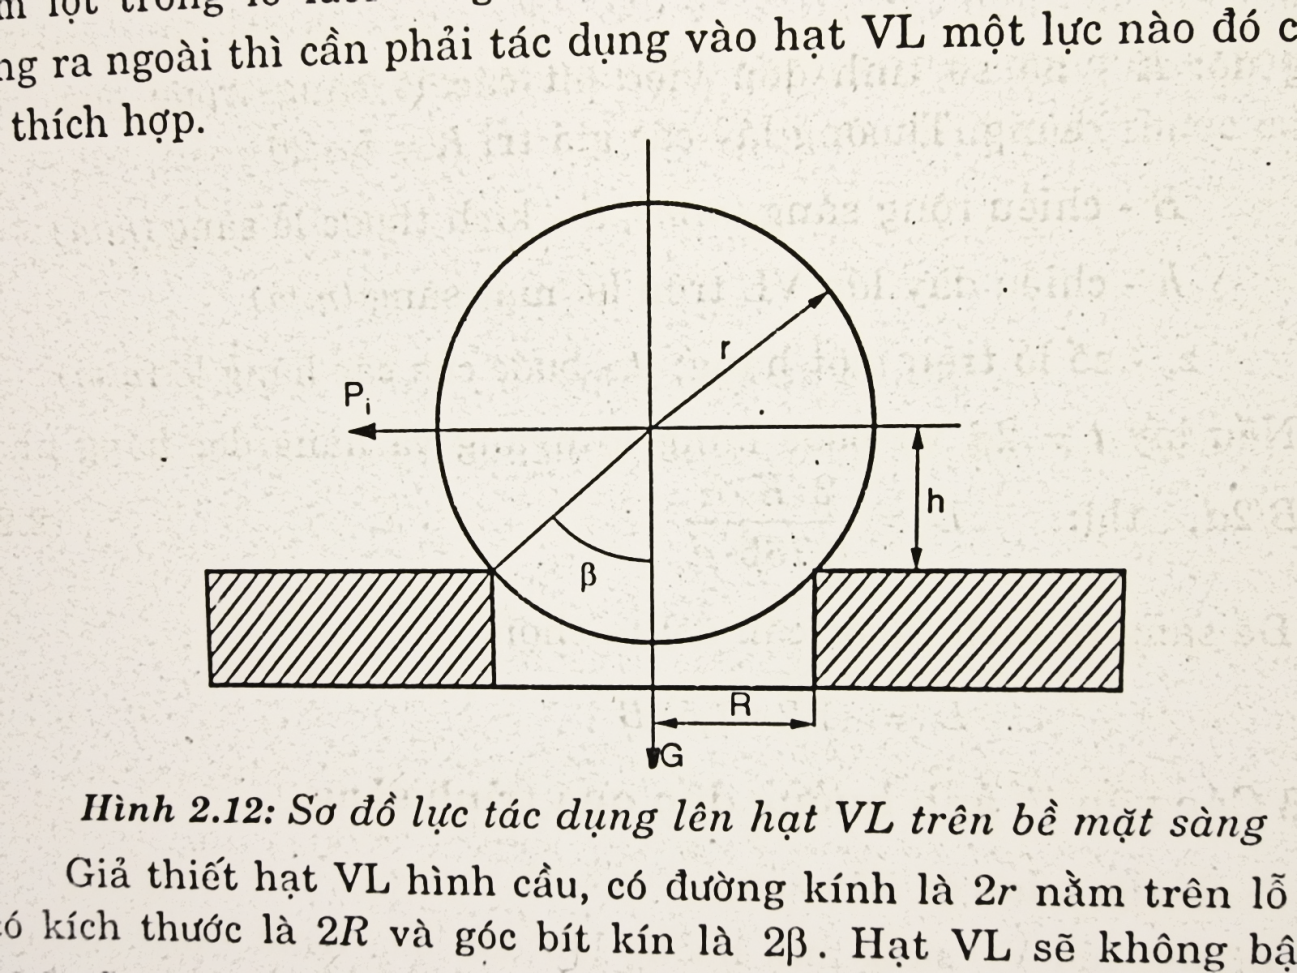 ng ra ngoài thì cần phải tác dụng vào hạt VL một lực nào đó
thích hợp.
r
Pi
h
β
R
G
Hình 2.12: Sơ đồ lực tác dụng lên hạt VL trên bề mặt sàng
Giả thiết hạt VL hình cầu, có đường kính là 2r nằm trên lỗ
có kích thước là 2R và góc bít kín là 2β. Hạt VL sẽ không